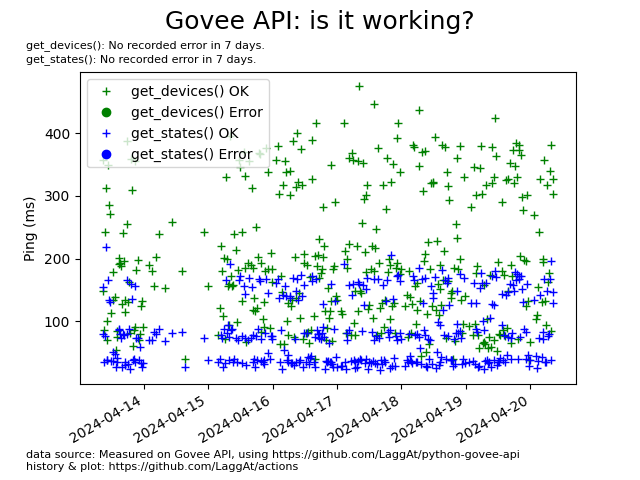 Govee API: is it working?
get_devices(): No recorded error in 7 days.
get_states(): No recorded error in 7 days.
get_devices() OK
get_devices() Error
get_states() OK
get_states() Error
Ping (ms)
400
300
200
100
2024-04-14
2024-04-15
2024-04-16
2024-04-17
2024-04-18
2024-04-19
2024-04-20
data source: Measured on Govee API, using https://github.com/LaggAt/python-govee-api
history & plot: https://github.com/LaggAt/actions